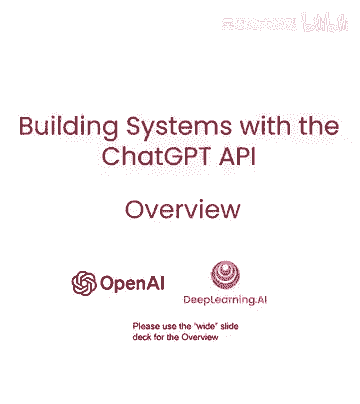 Building Systems with the
ChatGPT API
Overview
OpenAI
DeepLearning.AI
Please use the "wide" slide
deck for the Overview